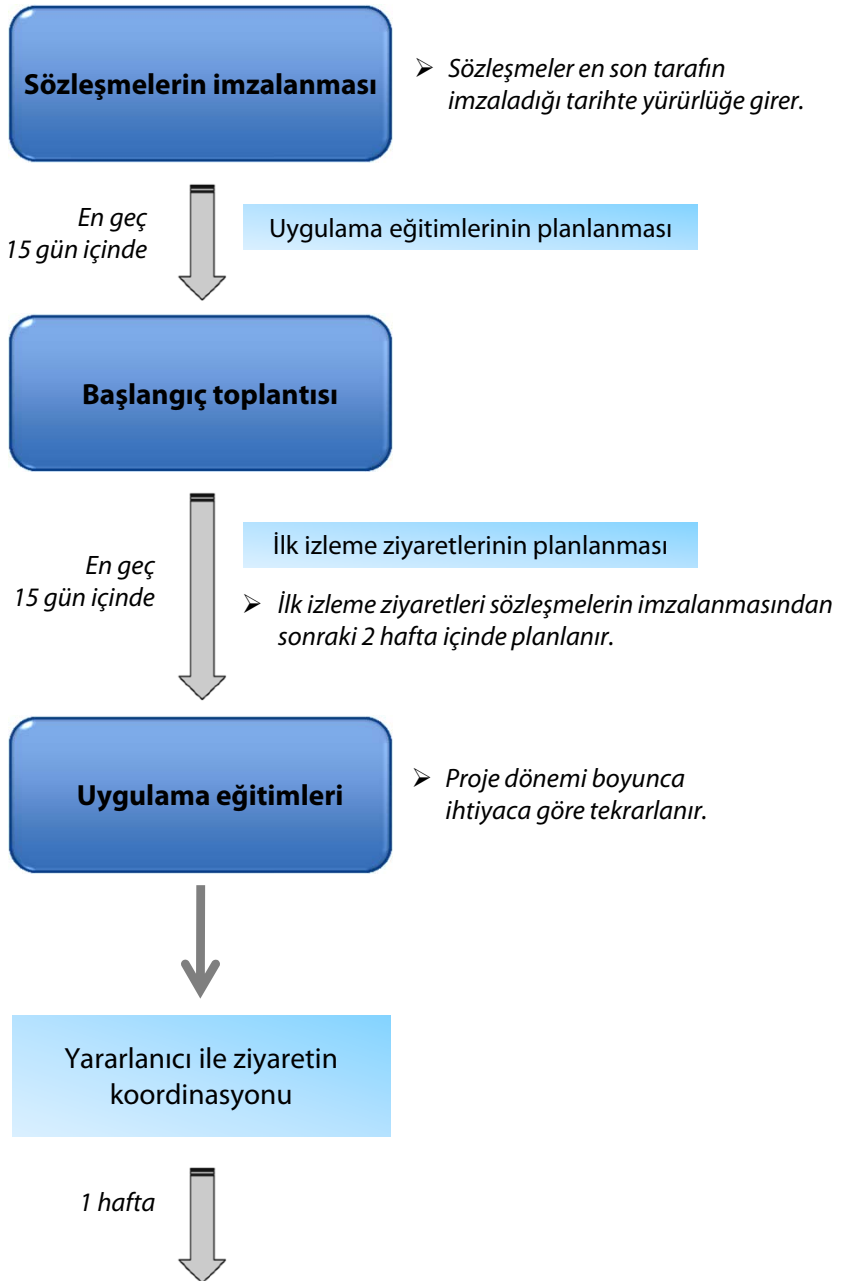 Sözleşmelerin imzalanması
➢ Sözleşmeler en son tarafın
imzaladığı tarihte yürürlüğe girer.
En geç
15 gün içinde
Uygulama eğitimlerinin planlanması
Başlangıç toplantısı
En geç
15 gün içinde
İlk izleme ziyaretlerinin planlanması
➢ İlk izleme ziyaretleri sözleşmelerin imzalanmasından
sonraki 2 hafta içinde planlanır.
Uygulama eğitimleri
➢ Proje dönemi boyunca
ihtiyaca göre tekrarlanır.
Yararlanıcı ile ziyaretin
koordinasyonu
1 hafta